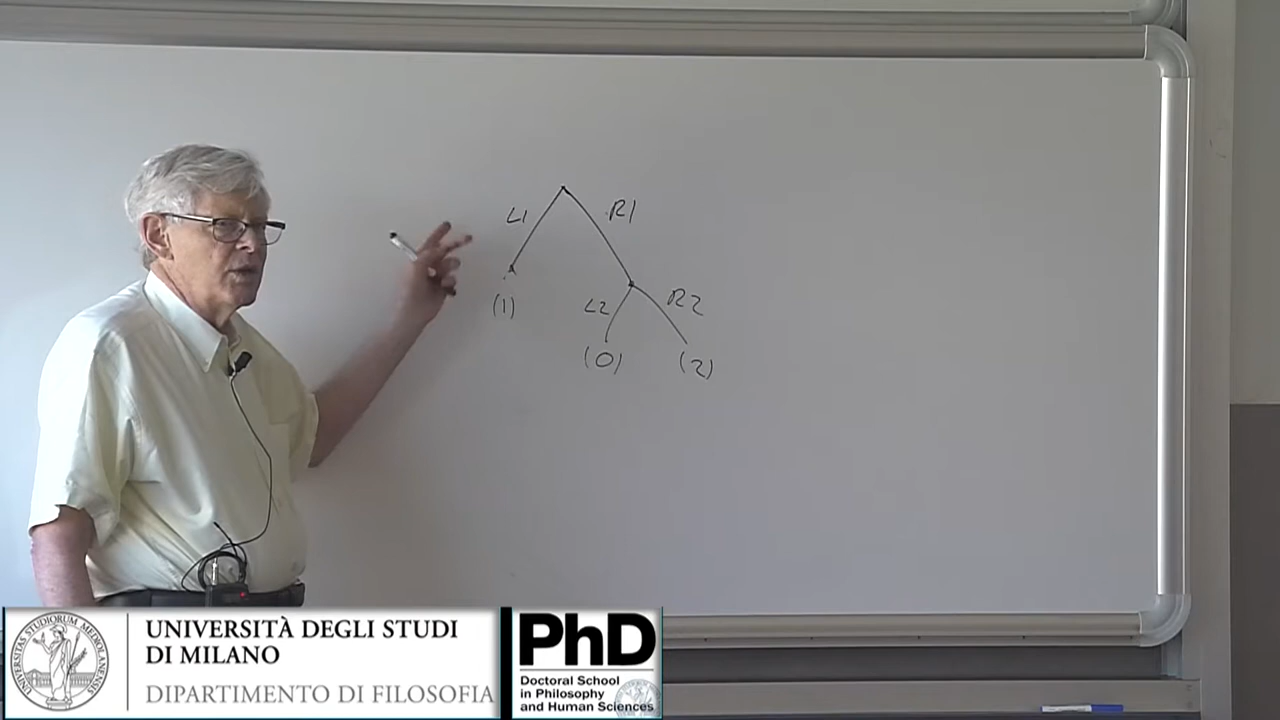 L1 R1
(1) L2 R2
(0) (2)
UNIVERSITÀ DEGLI STUDI
DI MILANO
DIPARTIMENTO DI FILOSOFIA
PhD
Doctoral School
in Philosophy
and Human Sciences